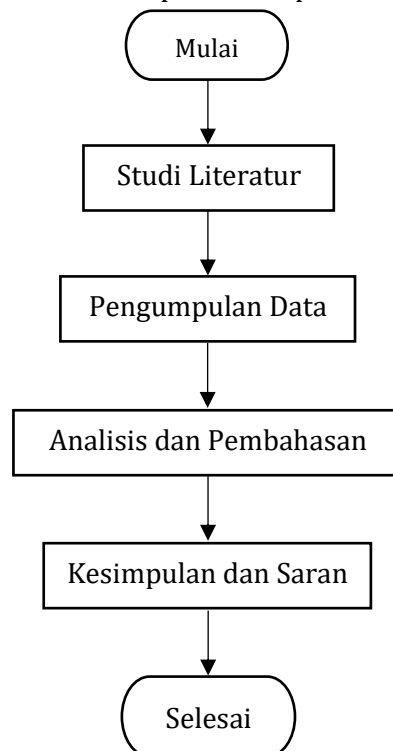 Mulai
Studi Literatur
Pengumpulan Data
Analisis dan Pembahasan
Kesimpulan dan Saran
Selesai